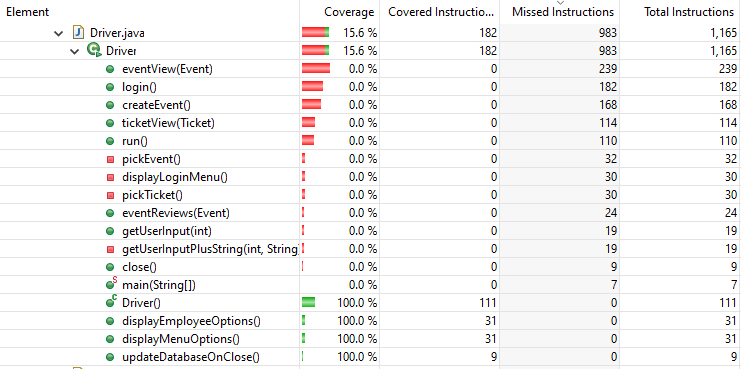 Element Coverage Covered Instructio... Missed Instructions Total Instructions
Driver.java 15.6 % 182 983 1,165
Driver 15.6 % 182 983 1,165
eventView(Event) 0.0 % 0 239 239
login() 0.0 % 0 182 182
createEvent() 0.0 % 0 168 168
ticketView(Ticket) 0.0 % 0 114 114
run() 0.0 % 0 110 110
pickEvent() 0.0 % 0 32 32
displayLoginMenu() 0.0 % 0 30 30
pickTicket() 0.0 % 0 30 30
eventReviews(Event) 0.0 % 0 24 24
getUserInput(int) 0.0 % 0 19 19
getUserInputPlusString(int, String 0.0 % 0 19 19
close() 0.0 % 0 9 9
main(String[]) 0.0 % 0 7 7
Driver() 100.0 % 111 0 111
displayEmployeeOptions() 100.0 % 31 0 31
displayMenuOptions() 100.0 % 31 0 31
updateDatabaseOnClose() 100.0 % 9 0 9